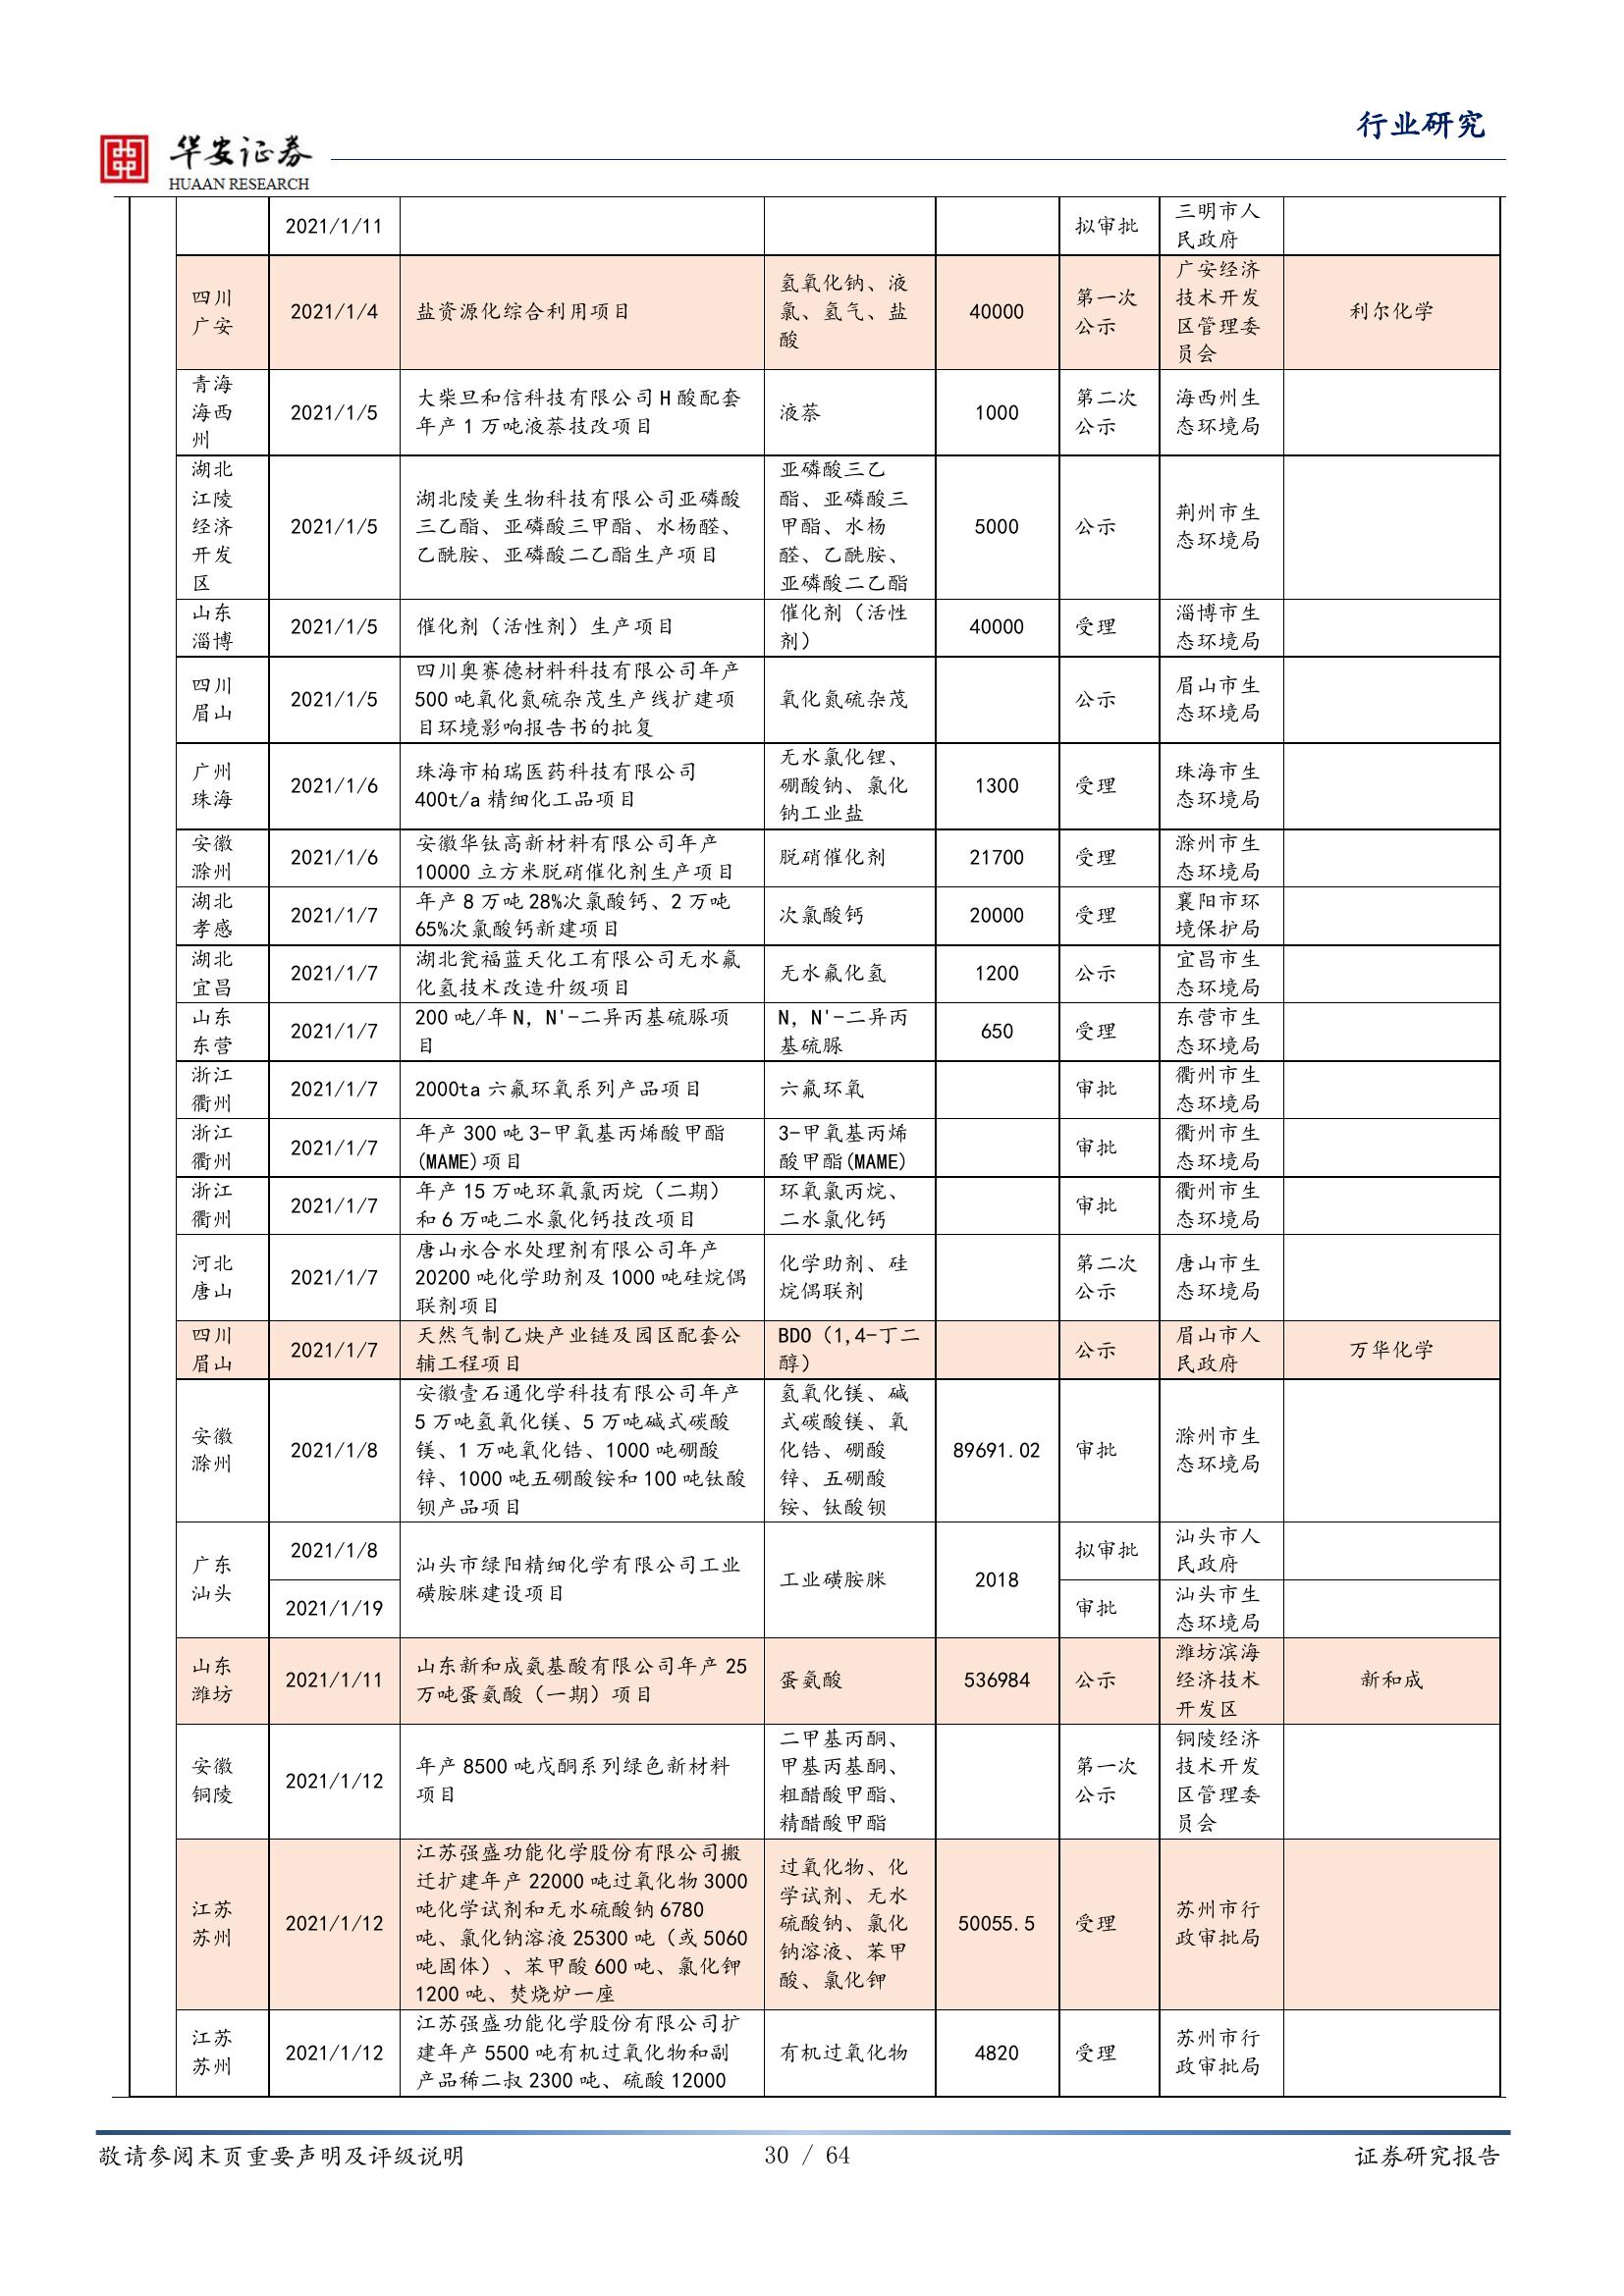 行业研究
华安证券
HUAAN RESEARCH
2021/1/11
拟审批
三明市人
民政府
四川
广安
2021/1/4
盐资源化综合利用项目
氢氧化钠、液
氯、氢气、盐
酸
40000
第一次
公示
广安经济
技术开发
区管理委
员会
利尔化学
青海
海西
州
2021/1/5
大柴旦和信科技有限公司H酸配套
年产1万吨液萘技改项目
液萘
1000
第二次
公示
海西州生
态环境局
湖北
江陵
经济
开发
区
2021/1/5
湖北陵美生物科技有限公司亚磷酸
三乙酯、亚磷酸三甲酯、水杨醛、
乙酰胺、亚磷酸二乙酯生产项目
亚磷酸三乙
酯、亚磷酸三
甲酯、水杨
醛、乙酰胺、
亚磷酸二乙酯
5000
公示
荆州市生
态环境局
山东
淄博
2021/1/5
催化剂（活性剂）生产项目
催化剂（活性
剂）
40000
受理
淄博市生
态环境局
四川
眉山
2021/1/5
四川奥赛德材料科技有限公司年产
500吨氧化氮硫杂茂生产线扩建项
目环境影响报告书的批复
氧化氮硫杂茂
公示
眉山市生
态环境局
广州
珠海
2021/1/6
珠海市柏瑞医药科技有限公司
400t/a精细化工品项目
无水氯化锂、
硼酸钠、氯化
钠工业盐
1300
受理
珠海市生
态环境局
安徽
滁州
2021/1/6
安徽华钛高新材料有限公司年产
10000立方米脱硝催化剂生产项目
脱硝催化剂
21700
受理
滁州市生
态环境局
湖北
孝感
2021/1/7
年产8万吨28%次氯酸钙、2万吨
65%次氯酸钙新建项目
次氯酸钙
20000
受理
襄阳市环
境保护局
湖北
宜昌
2021/1/7
湖北瓮福蓝天化工有限公司无水氟
化氢技术改造升级项目
无水氟化氢
1200
公示
宜昌市生
态环境局
山东
东营
2021/1/7
200吨/年N，N'-二异丙基硫脲项
目
N，N'-二异丙
基硫脲
650
受理
东营市生
态环境局
浙江
衢州
2021/1/7
2000ta六氟环氧系列产品项目
六氟环氧
审批
衢州市生
态环境局
浙江
衢州
2021/1/7
年产300吨3-甲氧基丙烯酸甲酯
(MAME)项目
3-甲氧基丙烯
酸甲酯(MAME)
审批
衢州市生
态环境局
浙江
衢州
2021/1/7
年产15万吨环氧氯丙烷（二期）
和6万吨二水氯化钙技改项目
环氧氯丙烷、
二水氯化钙
审批
衢州市生
态环境局
河北
唐山
2021/1/7
唐山永合水处理剂有限公司年产
20200吨化学助剂及1000吨硅烷偶
联剂项目
化学助剂、硅
烷偶联剂
第二次
公示
唐山市生
态环境局
四川
眉山
2021/1/7
天然气制乙炔产业链及园区配套公
辅工程项目
BDO（1,4-丁二
醇）
公示
眉山市人
民政府
万华化学
安徽
滁州
2021/1/8
安徽壹石通化学科技有限公司年产
5万吨氢氧化镁、5万吨碱式碳酸
镁、1万吨氧化锆、1000吨硼酸
锌、1000吨五硼酸铵和100吨钛酸
钡产品项目
氢氧化镁、碱
式碳酸镁、氧
化锆、硼酸
锌、五硼酸
铵、钛酸钡
89691.02
审批
滁州市生
态环境局
广东
汕头
2021/1/8
汕头市绿阳精细化学有限公司工业
磺胺脒建设项目
工业磺胺脒
2018
拟审批
汕头市人
民政府
2021/1/19
审批
汕头市生
态环境局
山东
潍坊
2021/1/11
山东新和成氨基酸有限公司年产25
万吨蛋氨酸（一期）项目
蛋氨酸
536984
公示
潍坊滨海
经济技术
开发区
新和成
安徽
铜陵
2021/1/12
年产8500吨戊酮系列绿色新材料
项目
二甲基丙酮、
甲基丙基酮、
粗醋酸甲酯、
精醋酸甲酯
第一次
公示
铜陵经济
技术开发
区管理委
员会
江苏
苏州
2021/1/12
江苏强盛功能化学股份有限公司搬
迁扩建年产22000吨过氧化物3000
吨化学试剂和无水硫酸钠6780
吨、氯化钠溶液25300吨（或5060
吨固体）、苯甲酸600吨、氯化钾
1200吨、焚烧炉一座
过氧化物、化
学试剂、无水
硫酸钠、氯化
钠溶液、苯甲
酸、氯化钾
50055.5
受理
苏州市行
政审批局
江苏
苏州
2021/1/12
江苏强盛功能化学股份有限公司扩
建年产5500吨有机过氧化物和副
产品稀二叔2300吨、硫酸12000
有机过氧化物
4820
受理
苏州市行
政审批局
敬请参阅末页重要声明及评级说明
30 / 64
证券研究报告